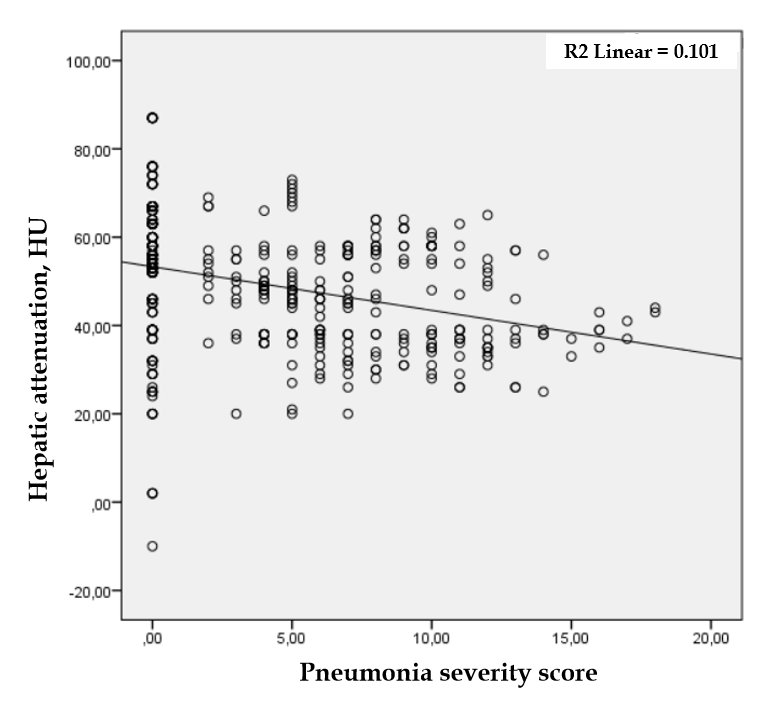 R2 Linear = 0.101
100,00
80,00
60,00
40,00
20,00
,00
-20,00
Hepatic attenuation, HU
,00 5,00 10,00 15,00 20,00
Pneumonia severity score